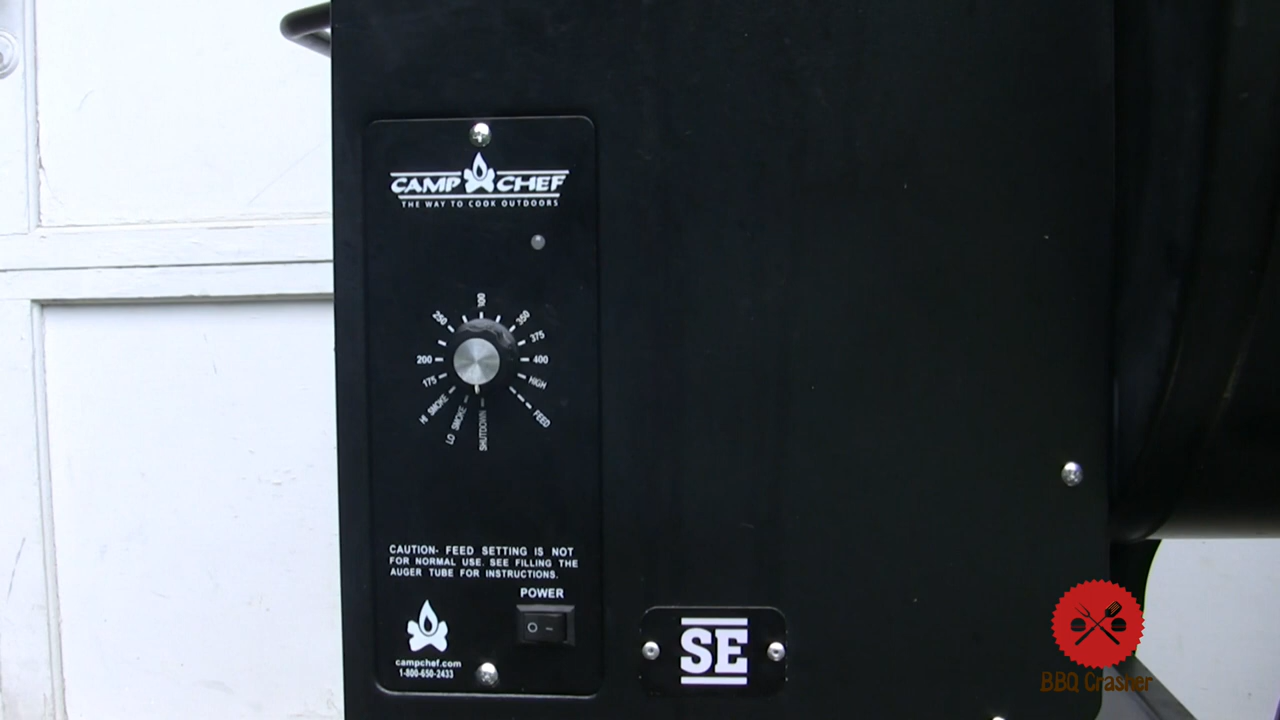 CAMP CHEF
THE WAY TO COOK OUTDOORS
100
250
350
375
200
400
175
HIGH
HI SMOKE
LO SMOKE
SHUTDOWN
FEED
CAUTION- FEED SETTING IS NOT
FOR NORMAL USE. SEE FILLING THE
AUGER TUBE FOR INSTRUCTIONS.
POWER
campchef.com
1-800-650-2433
SE
BBQ Crasher